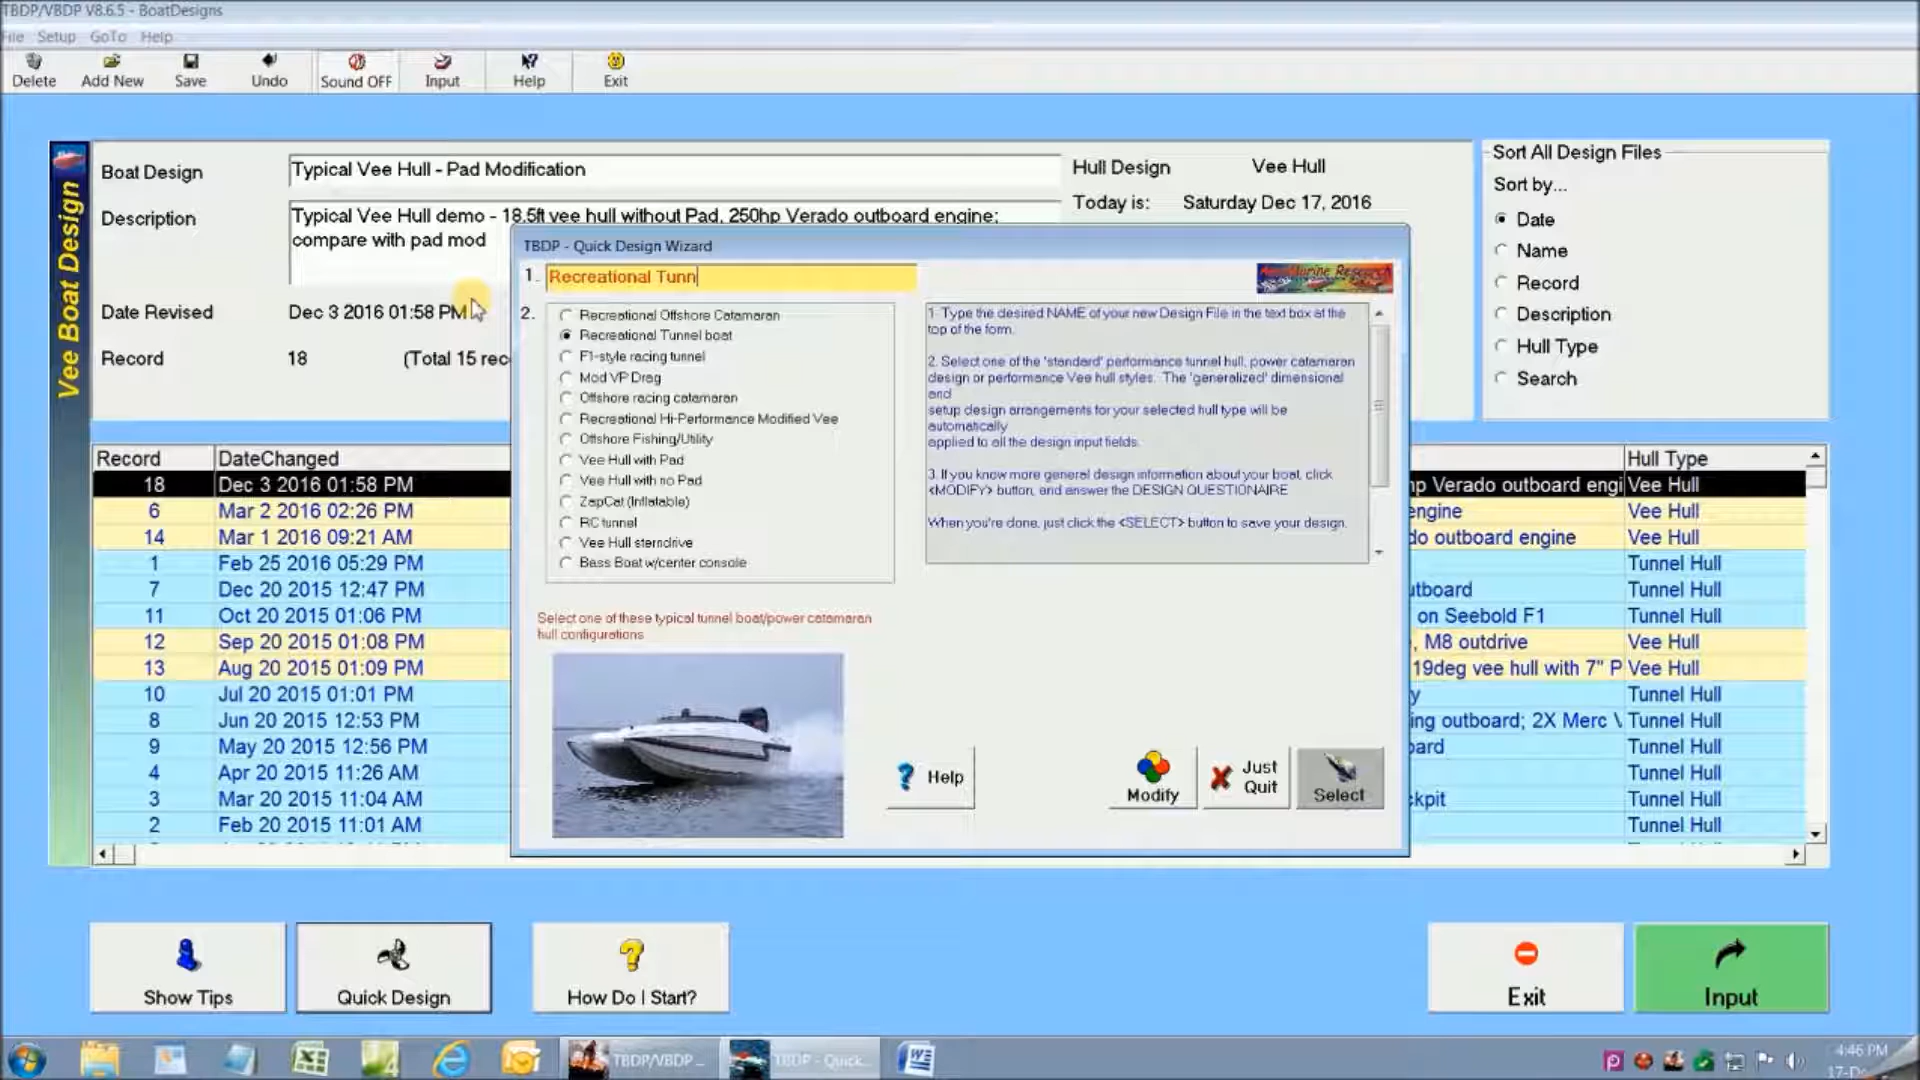 TBDP/VBDP V8.6.5 - BoatDesigns
File Setup GoTo Help
Delete Add New Save Undo Sound OFF Input Help Exit
Vee Boat Design
Boat Design Typical Vee Hull - Pad Modification
Description Typical Vee Hull demo - 18.5ft vee hull without Pad, 250hp Verado outboard engine;
compare with pad mod
Date Revised Dec 3 2016 01:58 PM
Record 18 (Total 15 reco
Hull Design Vee Hull
Today is: Saturday Dec 17, 2016
Sort All Design Files
Sort by...
Date
Name
Record
Description
Hull Type
Search
TBDP - Quick Design Wizard
1. Recreational Tunn
AeroMarine Research
2.
Recreational Offshore Catamaran
Recreational Tunnel boat
F1-style racing tunnel
Mod VP Drag
Offshore racing catamaran
Recreational Hi-Performance Modified Vee
Offshore Fishing/Utility
Vee Hull with Pad
Vee Hull with no Pad
ZapCat (Inflatable)
RC tunnel
Vee Hull sterndrive
Bass Boat w/center console
1. Type the desired NAME of your new Design File in the text box at the
top of the form.
2. Select one of the 'standard' performance tunnel hull, power catamaran
design or performance Vee hull styles. The 'generalized' dimensional
and
setup design arrangements for your selected hull type will be
automatically
applied to all the design input fields.
3. If you know more general design information about your boat, click
<MODIFY> button, and answer the DESIGN QUESTIONAIRE
When you're done, just click the <SELECT> button to save your design.
Select one of these typical tunnel boat/power catamaran
hull configurations
Help
Modify
Just
Quit
Select
Record DateChanged Hull Type
18 Dec 3 2016 01:58 PM hp Verado outboard engi Vee Hull
6 Mar 2 2016 02:26 PM engine Vee Hull
14 Mar 1 2016 09:21 AM do outboard engine Vee Hull
1 Feb 25 2016 05:29 PM Tunnel Hull
7 Dec 20 2015 12:47 PM utboard Tunnel Hull
11 Oct 20 2015 01:06 PM on Seebold F1 Tunnel Hull
12 Sep 20 2015 01:08 PM , M8 outdrive Vee Hull
13 Aug 20 2015 01:09 PM 19deg vee hull with 7" P Vee Hull
10 Jul 20 2015 01:01 PM y Tunnel Hull
8 Jun 20 2015 12:53 PM ing outboard; 2X Merc V Tunnel Hull
9 May 20 2015 12:56 PM oard Tunnel Hull
4 Apr 20 2015 11:26 AM Tunnel Hull
3 Mar 20 2015 11:04 AM ckpit Tunnel Hull
2 Feb 20 2015 11:01 AM Tunnel Hull
Show Tips
Quick Design
How Do I Start?
Exit
Input
TBDP/VBDP ...
TBDP - Quick...
4:46 PM